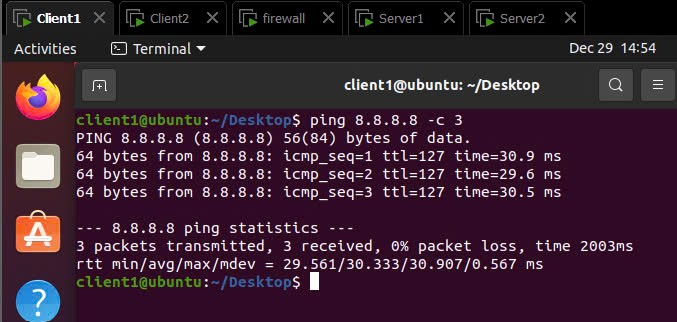 Client1 Client2 firewall Server1 Server2
Activities Terminal Dec 29 14:54
client1@ubuntu: ~/Desktop
client1@ubuntu:~/Desktop$ ping 8.8.8.8 -c 3
PING 8.8.8.8 (8.8.8.8) 56(84) bytes of data.
64 bytes from 8.8.8.8: icmp_seq=1 ttl=127 time=30.9 ms
64 bytes from 8.8.8.8: icmp_seq=2 ttl=127 time=29.6 ms
64 bytes from 8.8.8.8: icmp_seq=3 ttl=127 time=30.5 ms
--- 8.8.8.8 ping statistics ---
3 packets transmitted, 3 received, 0% packet loss, time 2003ms
rtt min/avg/max/mdev = 29.561/30.333/30.907/0.567 ms
client1@ubuntu:~/Desktop$